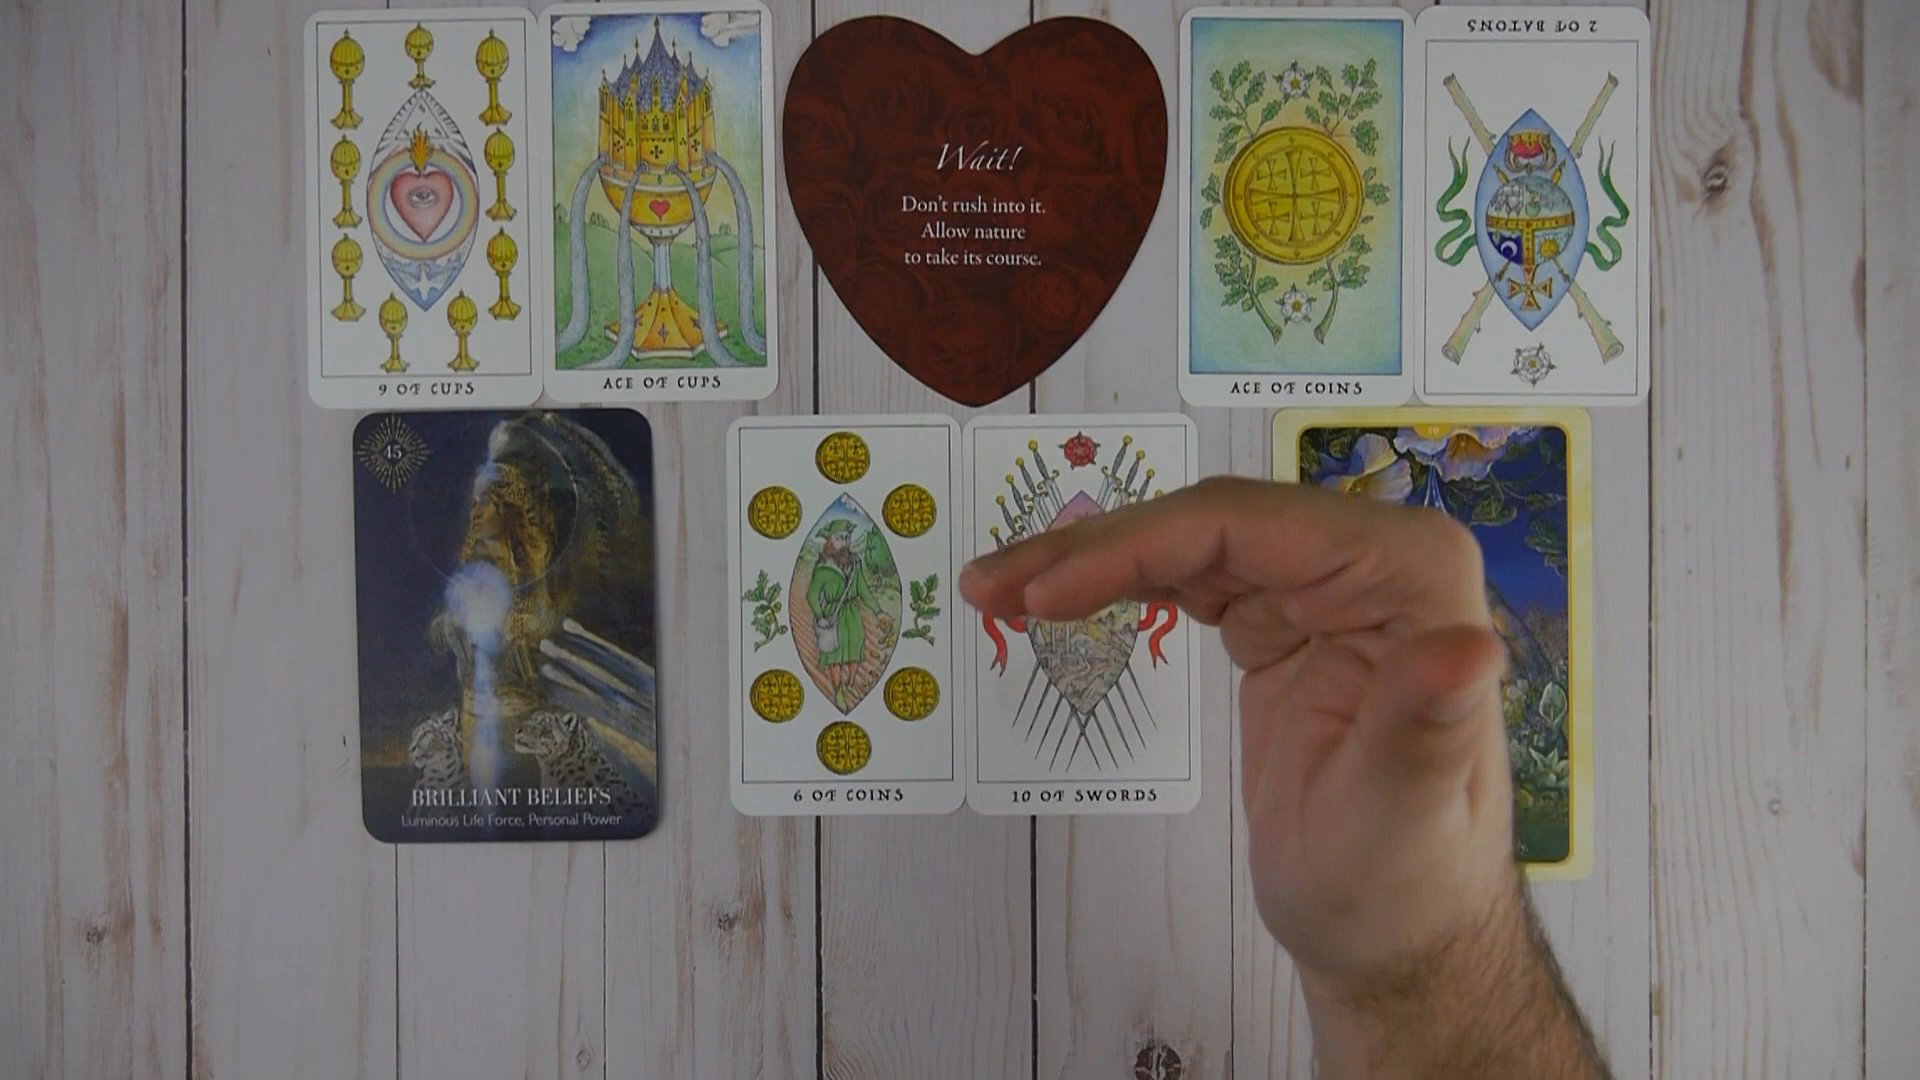 9 OF CUPS
ACE OF CUPS
Wait!
Don't rush into it.
Allow nature
to take its course.
ACE OF COINS
2 OF BATONS
45
BRILLIANT BELIEFS
Luminous Life Force, Personal Power
6 OF COINS
10 OF SWORDS